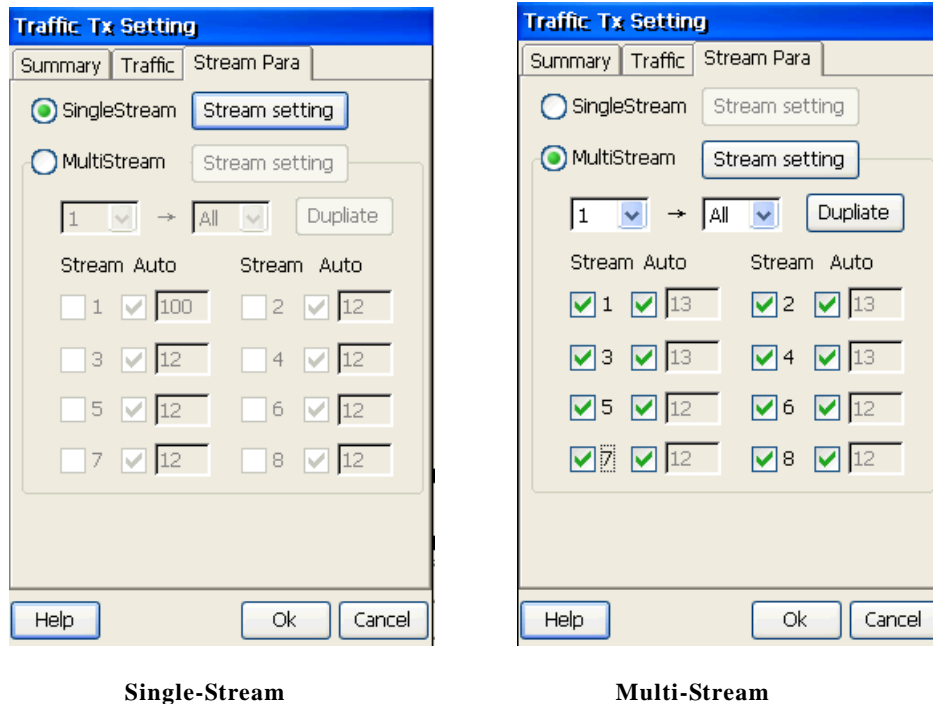 Traffic Tx Setting
Summary Traffic Stream Para
SingleStream Stream setting
MultiStream Stream setting
1 → All Dupliate
Stream Auto Stream Auto
1 100 2 12
3 12 4 12
5 12 6 12
7 12 8 12
Help Ok Cancel
Single-Stream
Traffic Tx Setting
Summary Traffic Stream Para
SingleStream Stream setting
MultiStream Stream setting
1 → All Dupliate
Stream Auto Stream Auto
1 13 2 13
3 13 4 13
5 12 6 12
7 12 8 12
Help Ok Cancel
Multi-Stream